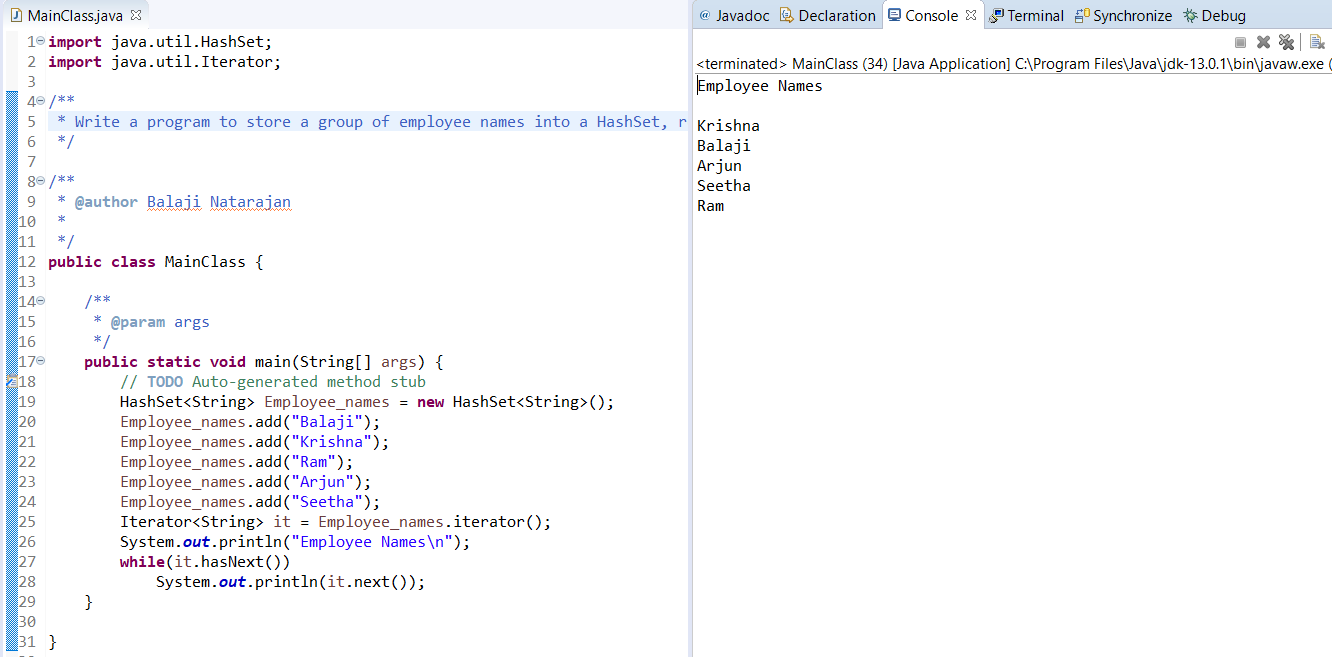 MainClass.java
1 import java.util.HashSet;
2 import java.util.Iterator;
3
4 /**
5 * Write a program to store a group of employee names into a HashSet, r
6 */
7
8 /**
9 * @author Balaji Natarajan
10 *
11 */
12 public class MainClass {
13
14 /**
15 * @param args
16 */
17 public static void main(String[] args) {
18 // TODO Auto-generated method stub
19 HashSet<String> Employee_names = new HashSet<String>();
20 Employee_names.add("Balaji");
21 Employee_names.add("Krishna");
22 Employee_names.add("Ram");
23 Employee_names.add("Arjun");
24 Employee_names.add("Seetha");
25 Iterator<String> it = Employee_names.iterator();
26 System.out.println("Employee Names\n");
27 while(it.hasNext())
28 System.out.println(it.next());
29 }
30
31 }
@ Javadoc Declaration Console Terminal Synchronize Debug
<terminated> MainClass (34) [Java Application] C:\Program Files\Java\jdk-13.0.1\bin\javaw.exe (
Employee Names
Krishna
Balaji
Arjun
Seetha
Ram